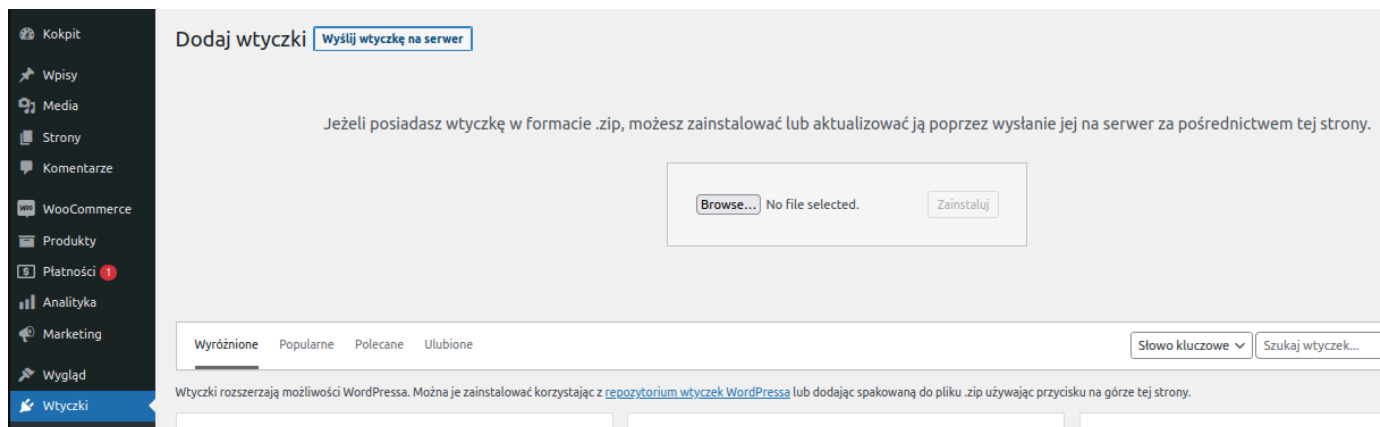 Kokpit
Wpisy
Media
Strony
Komentarze
WooCommerce
Produkty
Płatności 1
Analityka
Marketing
Wygląd
Wtyczki
Dodaj wtyczki Wyślij wtyczkę na serwer
Jeżeli posiadasz wtyczkę w formacie .zip, możesz zainstalować lub aktualizować ją poprzez wysłanie jej na serwer za pośrednictwem tej strony.
Browse... No file selected. Zainstaluj
Wyróżnione Popularne Polecane Ulubione Słowo kluczowe Szukaj wtyczek...
Wtyczki rozszerzają możliwości WordPressa. Można je zainstalować korzystając z repozytorium wtyczek WordPressa lub dodając spakowaną do pliku .zip używając przycisku na górze tej strony.